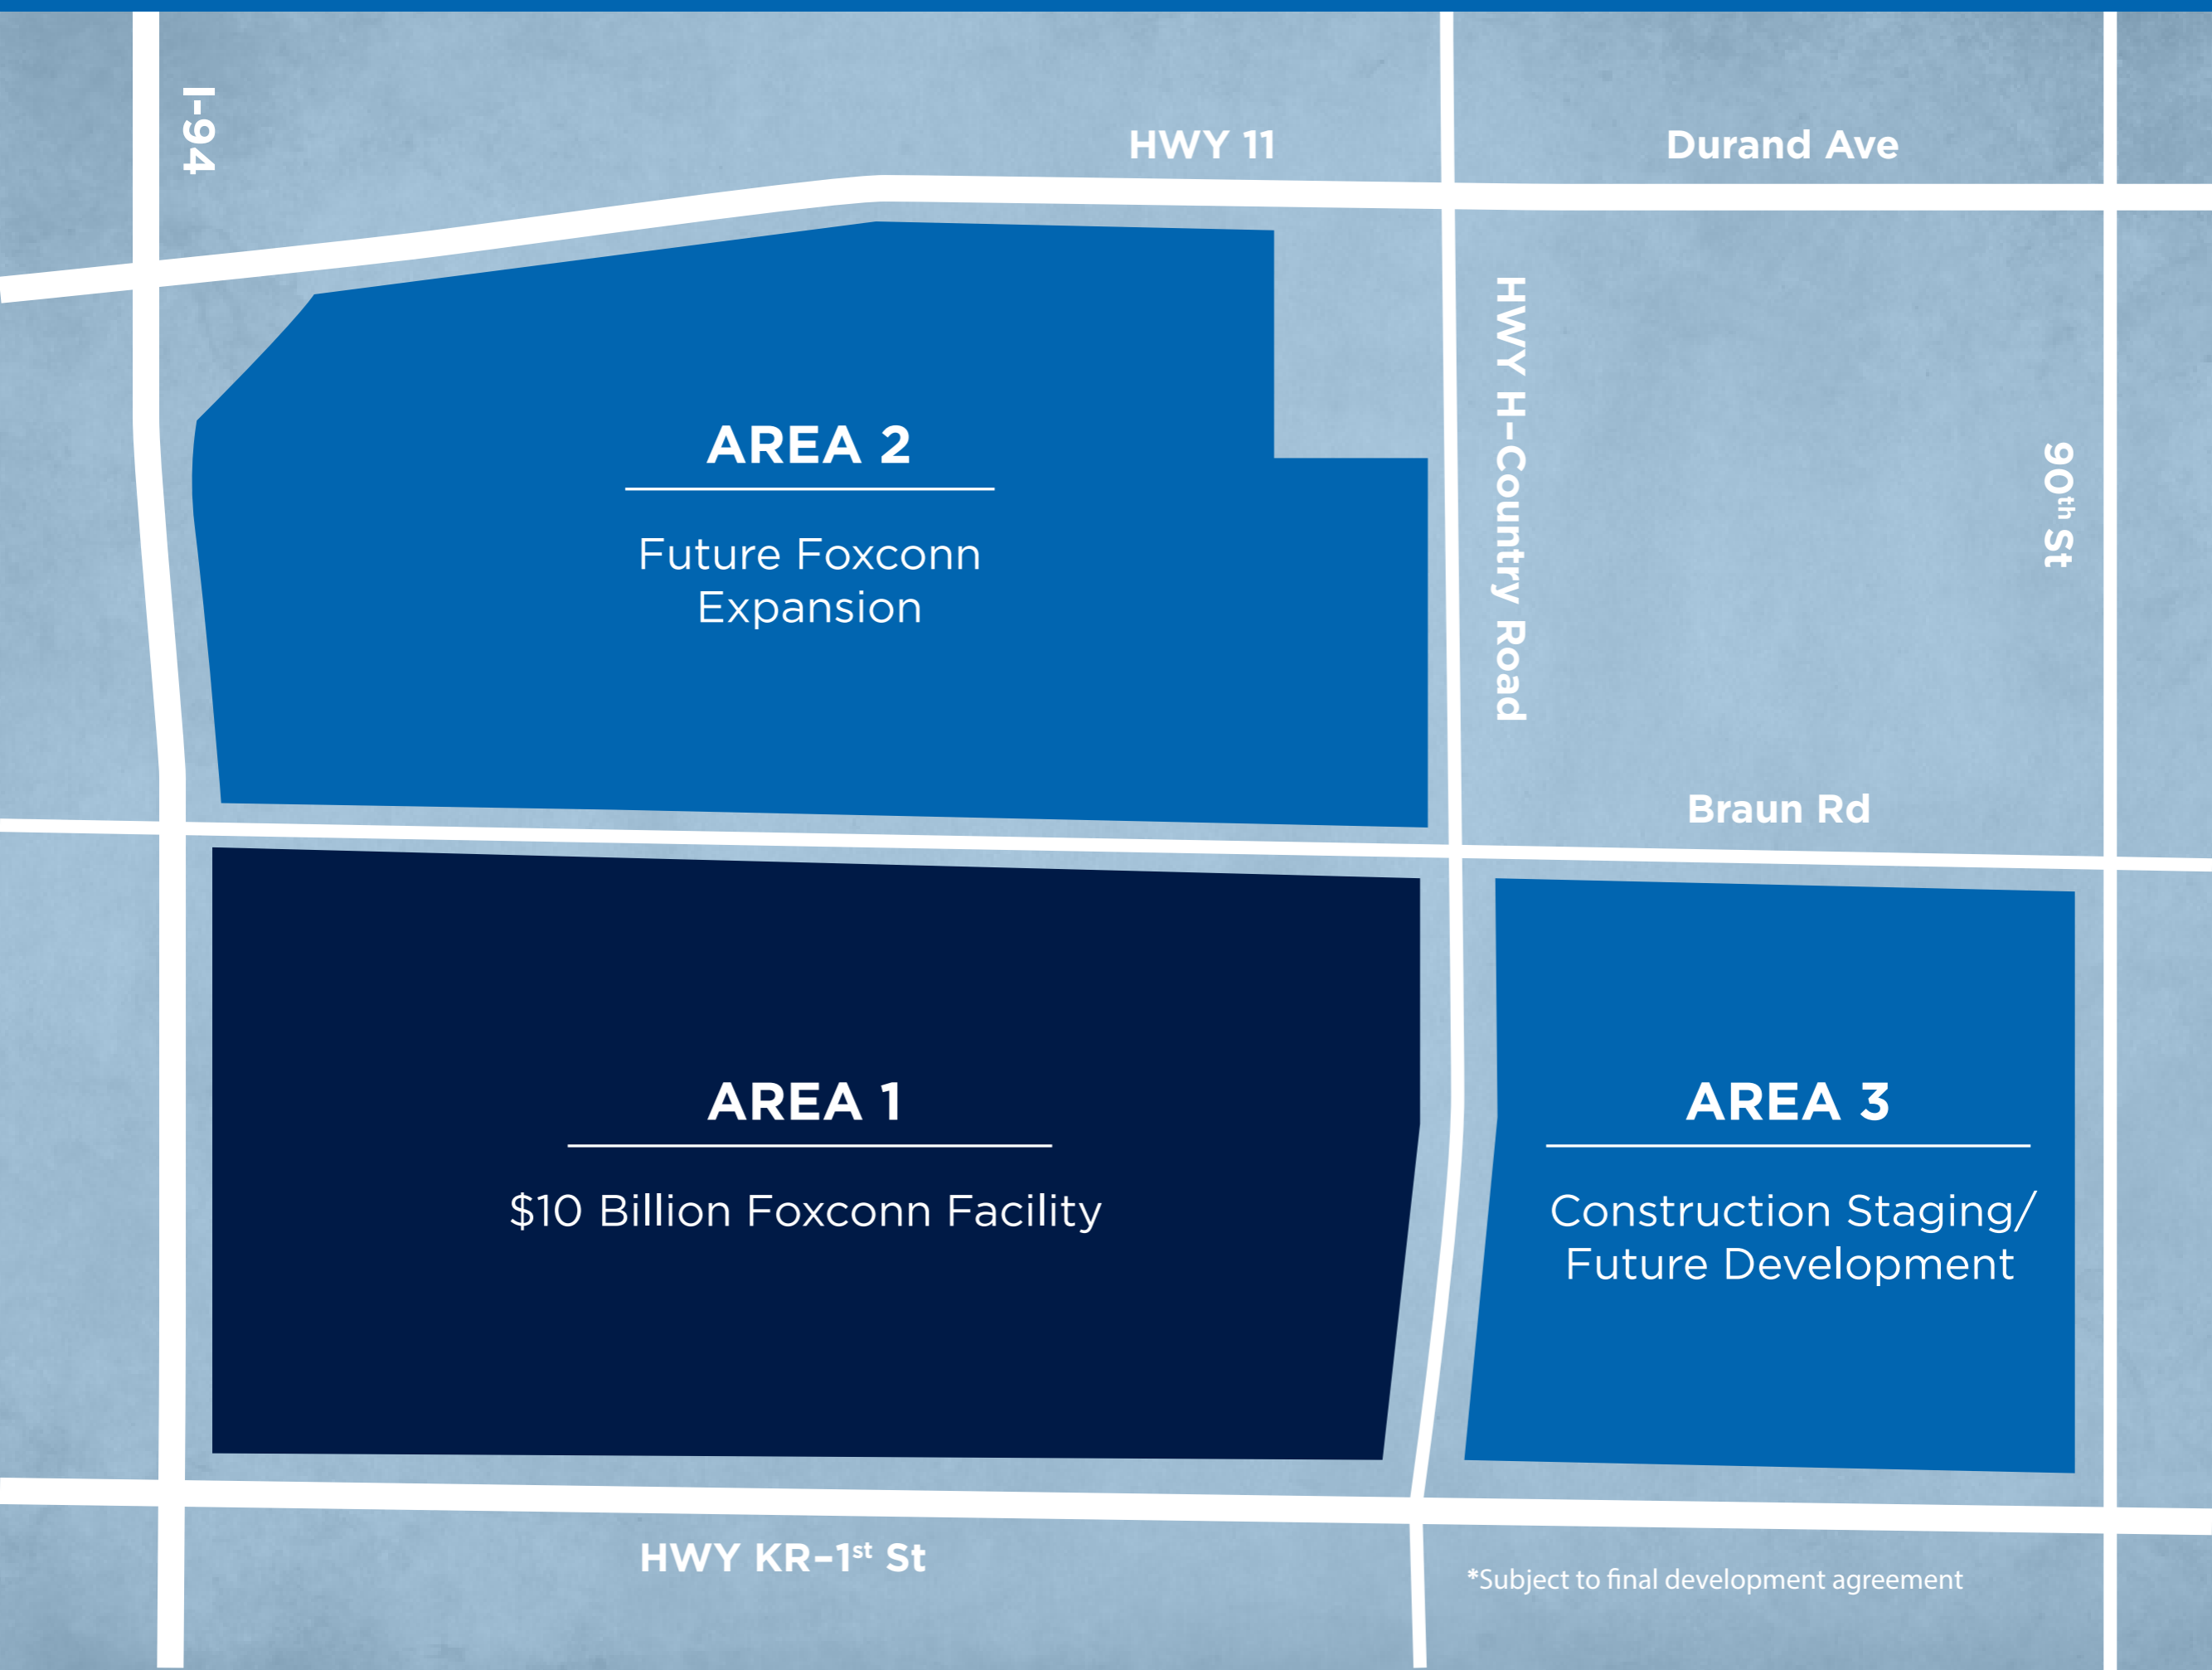 I-94
HWY 11
Durand Ave
HWY H–Country Road
90th St
AREA 2
Future Foxconn
Expansion
Braun Rd
AREA 1
$10 Billion Foxconn Facility
AREA 3
Construction Staging/
Future Development
HWY KR–1st St
*Subject to final development agreement